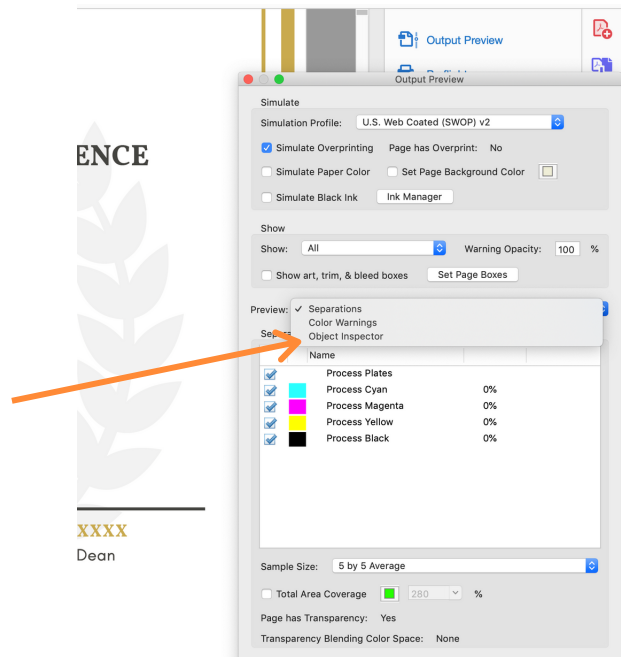 Output Preview
Output Preview
ENCE
Simulate
Simulation Profile: U.S. Web Coated (SWOP) v2
Simulate Overprinting Page has Overprint: No
Simulate Paper Color Set Page Background Color
Simulate Black Ink Ink Manager
Show
Show: All Warning Opacity: 100 %
Show art, trim, & bleed boxes Set Page Boxes
Preview: ✓ Separations
Color Warnings
Object Inspector
Name
Process Plates
Process Cyan 0%
Process Magenta 0%
Process Yellow 0%
Process Black 0%
XXXX
Dean
Sample Size: 5 by 5 Average
Total Area Coverage 280 %
Page has Transparency: Yes
Transparency Blending Color Space: None